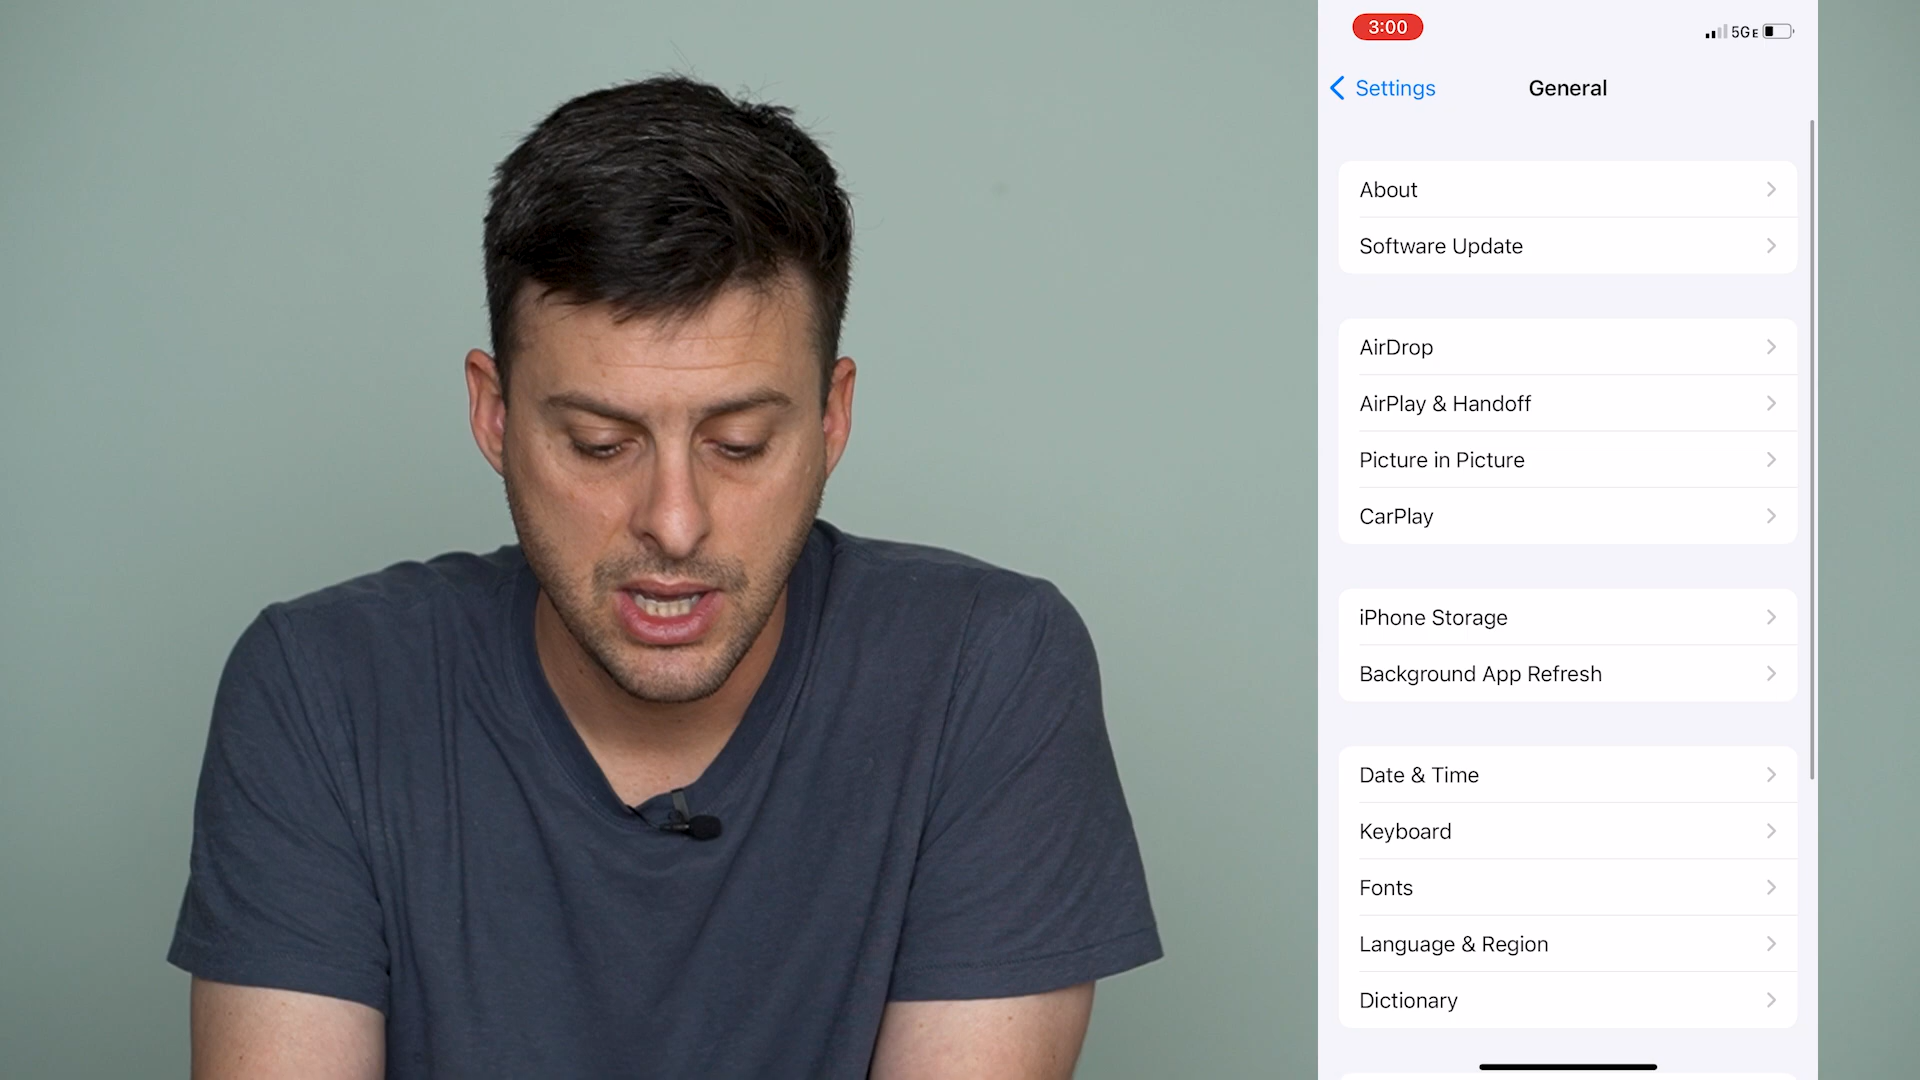 3:00
5GE
Settings
General
About
Software Update
AirDrop
AirPlay & Handoff
Picture in Picture
CarPlay
iPhone Storage
Background App Refresh
Date & Time
Keyboard
Fonts
Language & Region
Dictionary